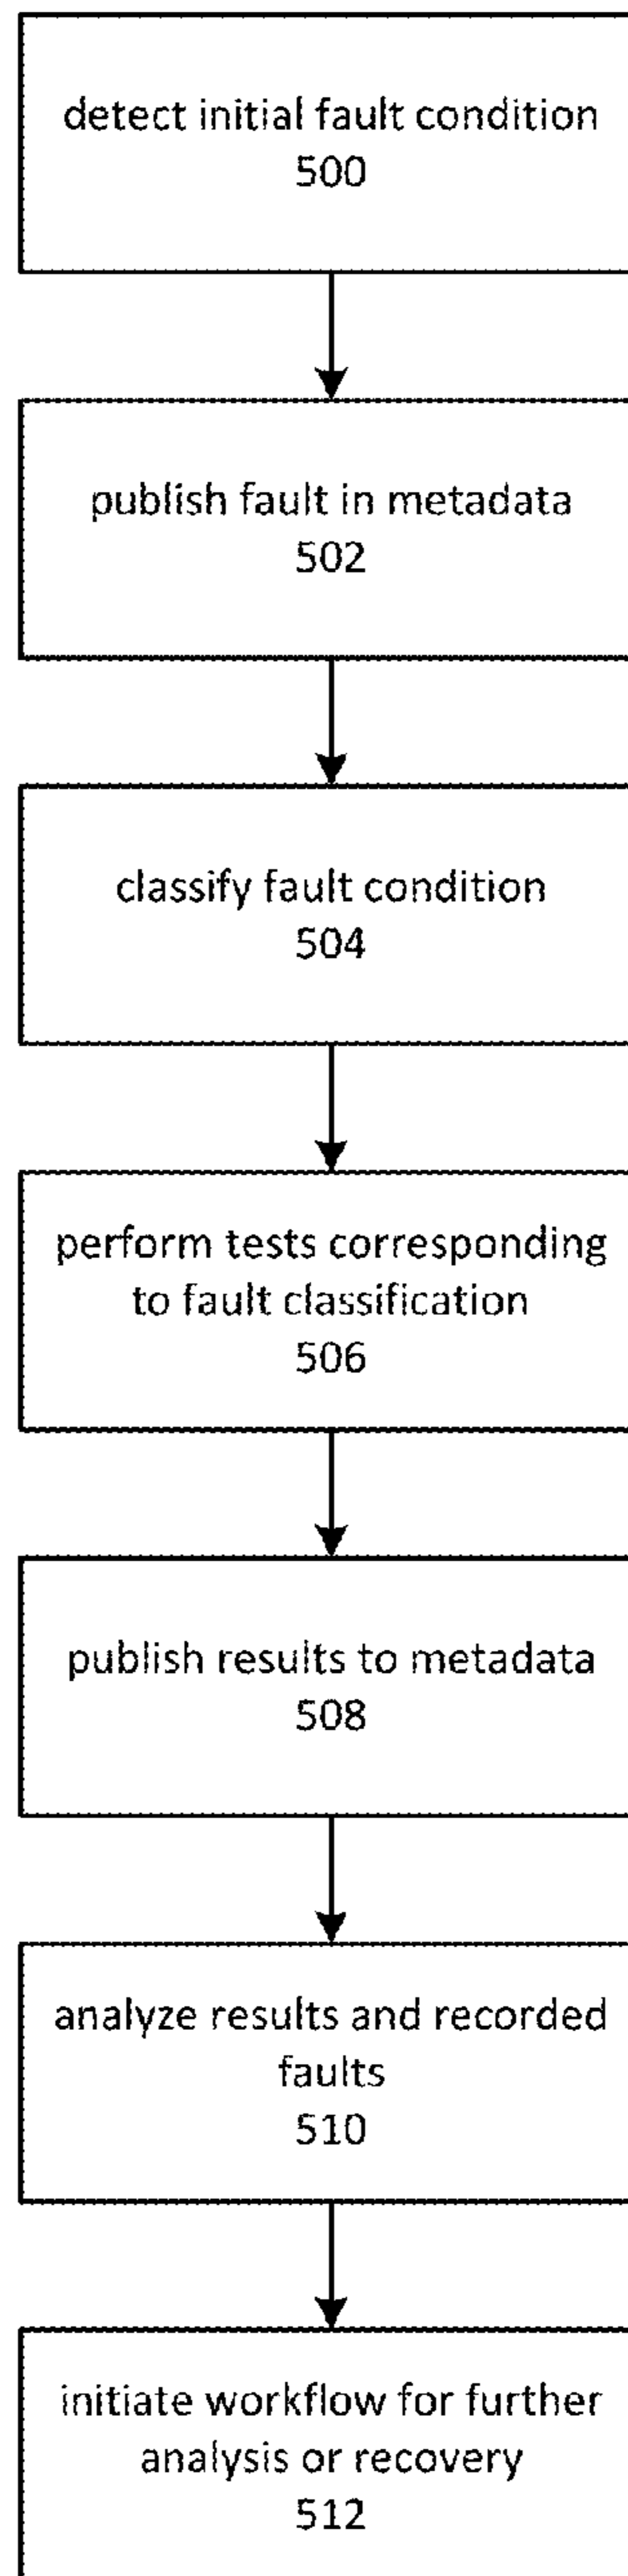 detect initial fault condition
500
publish fault in metadata
502
classify fault condition
504
perform tests corresponding
to fault classification
506
publish results to metadata
508
analyze results and recorded
faults
510
initiate workflow for further
analysis or recovery
512